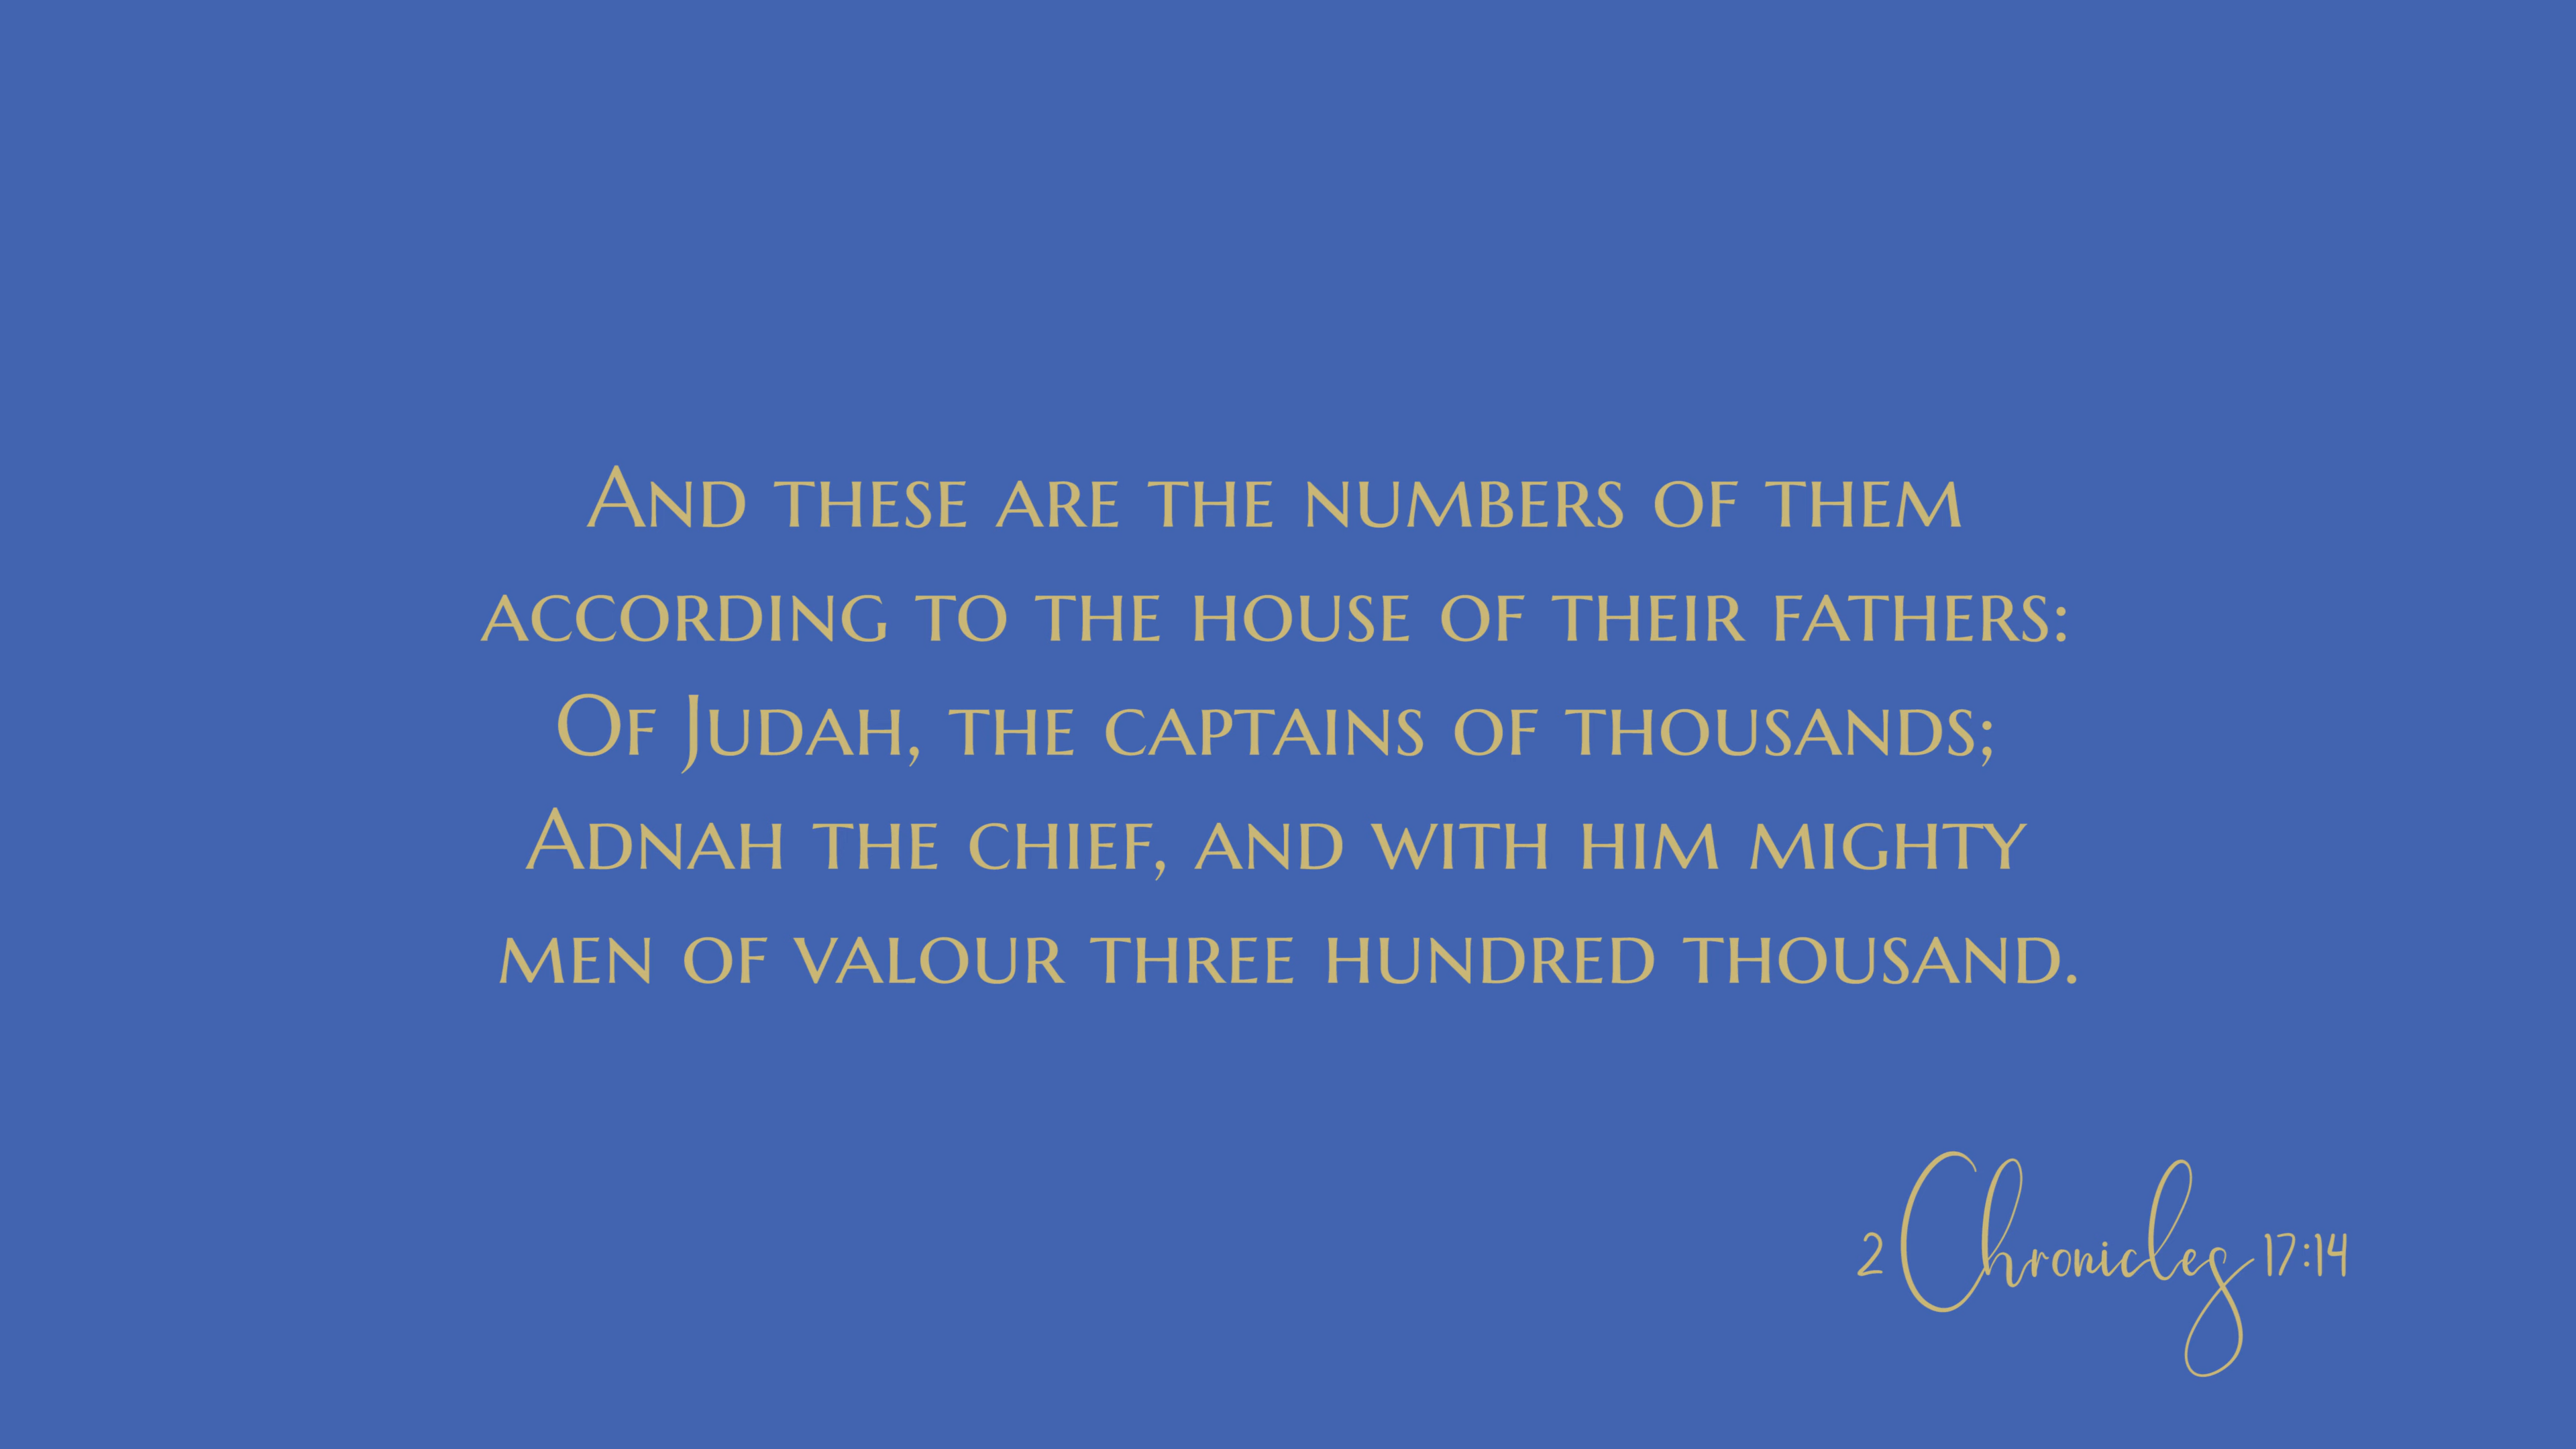 And these are the numbers of them
according to the house of their fathers:
Of Judah, the captains of thousands;
Adnah the chief, and with him mighty
men of valour three hundred thousand.
2 Chronicles 17:14